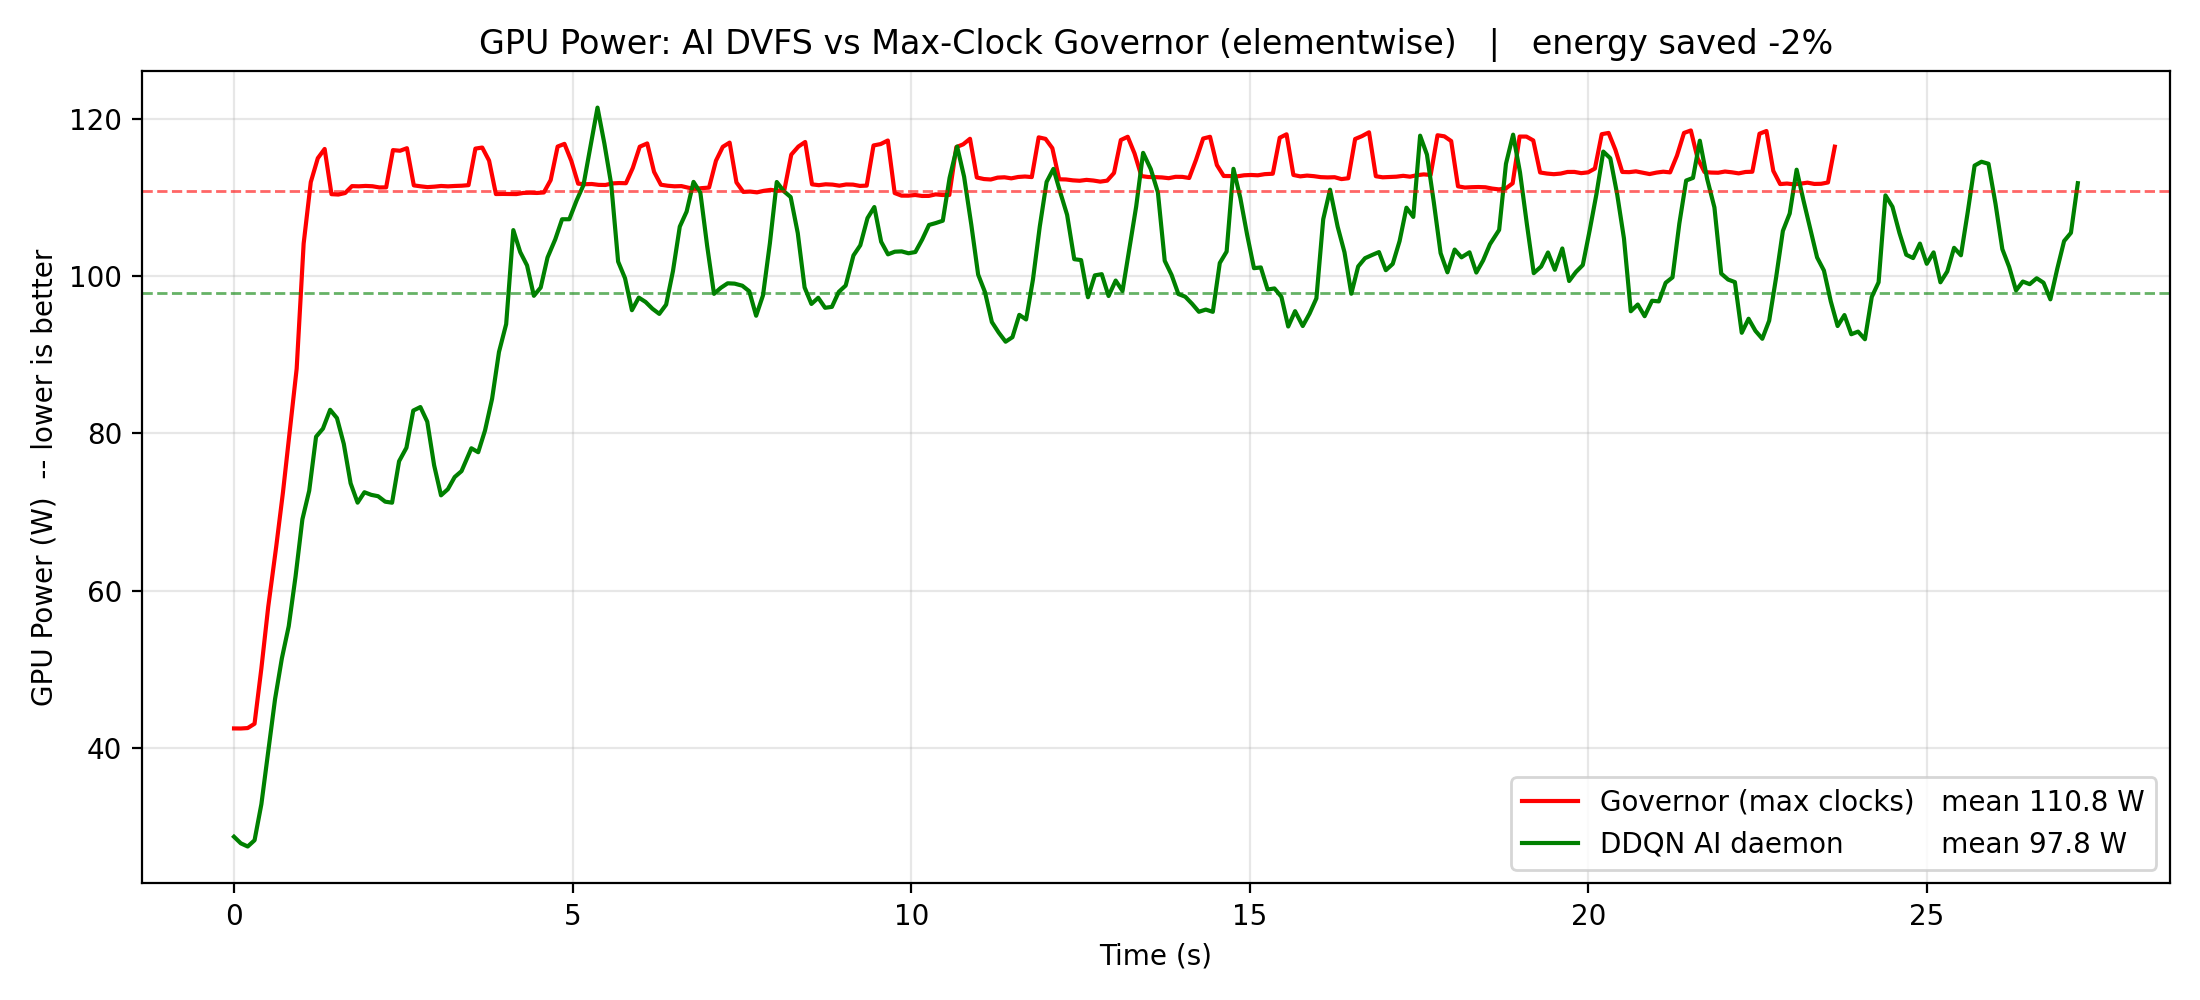 GPU Power: AI DVFS vs Max-Clock Governor (elementwise)   |   energy saved -2%
GPU Power (W)  -- lower is better
120
100
80
60
40
Governor (max clocks)   mean 110.8 W
DDQN AI daemon   mean 97.8 W
0
5
10
15
20
25
Time (s)